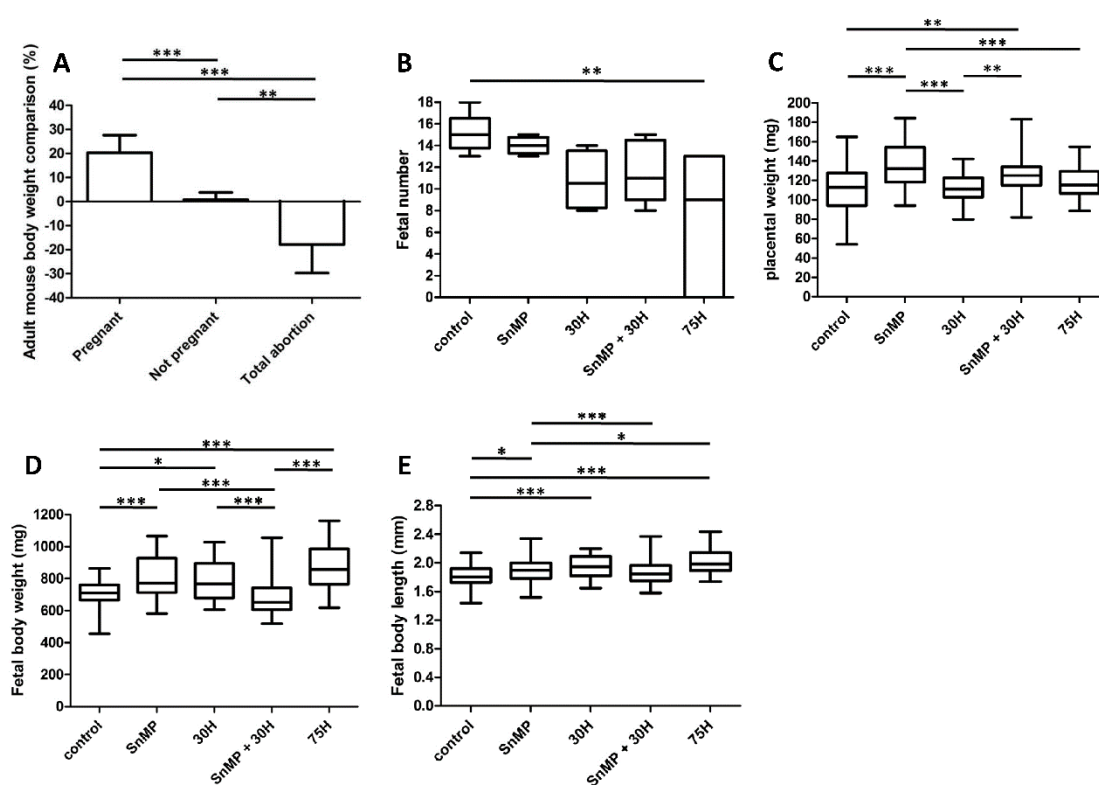 A
Adult mouse body weight comparison (%)
***
***
**
40
30
20
10
0
-10
-20
-30
-40
Pregnant
Not pregnant
Total abortion
B
Fetal number
**
18
16
14
12
10
8
6
4
2
0
control
SnMP
30H
SnMP + 30H
75H
C
placental weight (mg)
**
***
***
**
***
200
180
160
140
120
100
80
60
40
20
0
control
SnMP
30H
SnMP + 30H
75H
D
Fetal body weight (mg)
***
*
***
***
***
***
1200
1000
800
600
400
200
0
control
SnMP
30H
SnMP + 30H
75H
E
Fetal body length (mm)
***
*
*
***
***
2.8
2.4
2.0
1.6
1.2
0.8
0.4
0.0
control
SnMP
30H
SnMP + 30H
75H